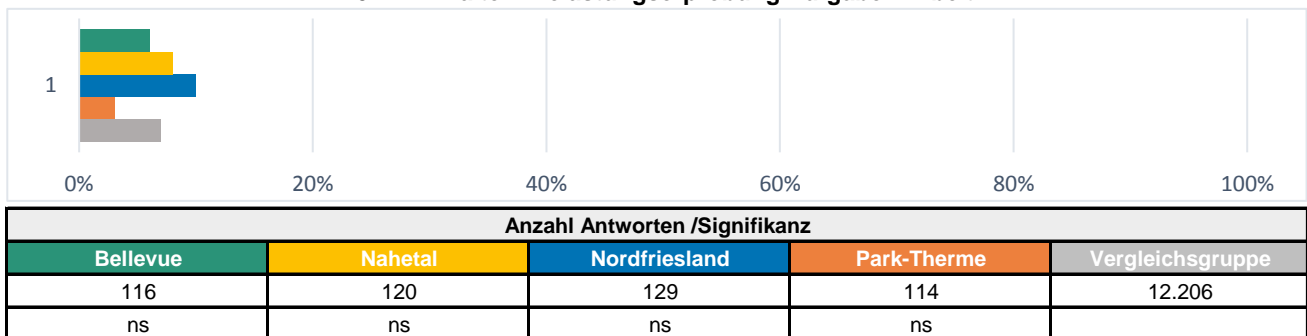 1
0% 20% 40% 60% 80% 100%
Anzahl Antworten /Signifikanz
Bellevue Nahetal Nordfriesland Park-Therme Vergleichsgruppe
116 120 129 114 12.206
ns ns ns ns